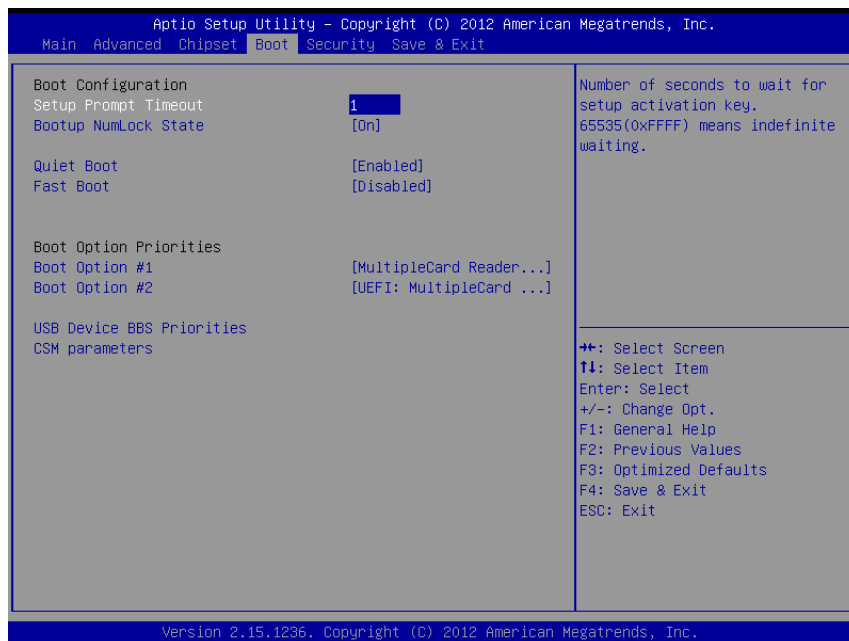 Aptio Setup Utility – Copyright (C) 2012 American Megatrends, Inc.
Main Advanced Chipset Boot Security Save & Exit
Boot Configuration
Setup Prompt Timeout 1
Bootup NumLock State [On]
Quiet Boot [Enabled]
Fast Boot [Disabled]
Boot Option Priorities
Boot Option #1 [MultipleCard Reader...]
Boot Option #2 [UEFI: MultipleCard ...]
USB Device BBS Priorities
CSM parameters
Number of seconds to wait for
setup activation key.
65535(0xFFFF) means indefinite
waiting.
→←: Select Screen
↑↓: Select Item
Enter: Select
+/-: Change Opt.
F1: General Help
F2: Previous Values
F3: Optimized Defaults
F4: Save & Exit
ESC: Exit
Version 2.15.1236. Copyright (C) 2012 American Megatrends, Inc.